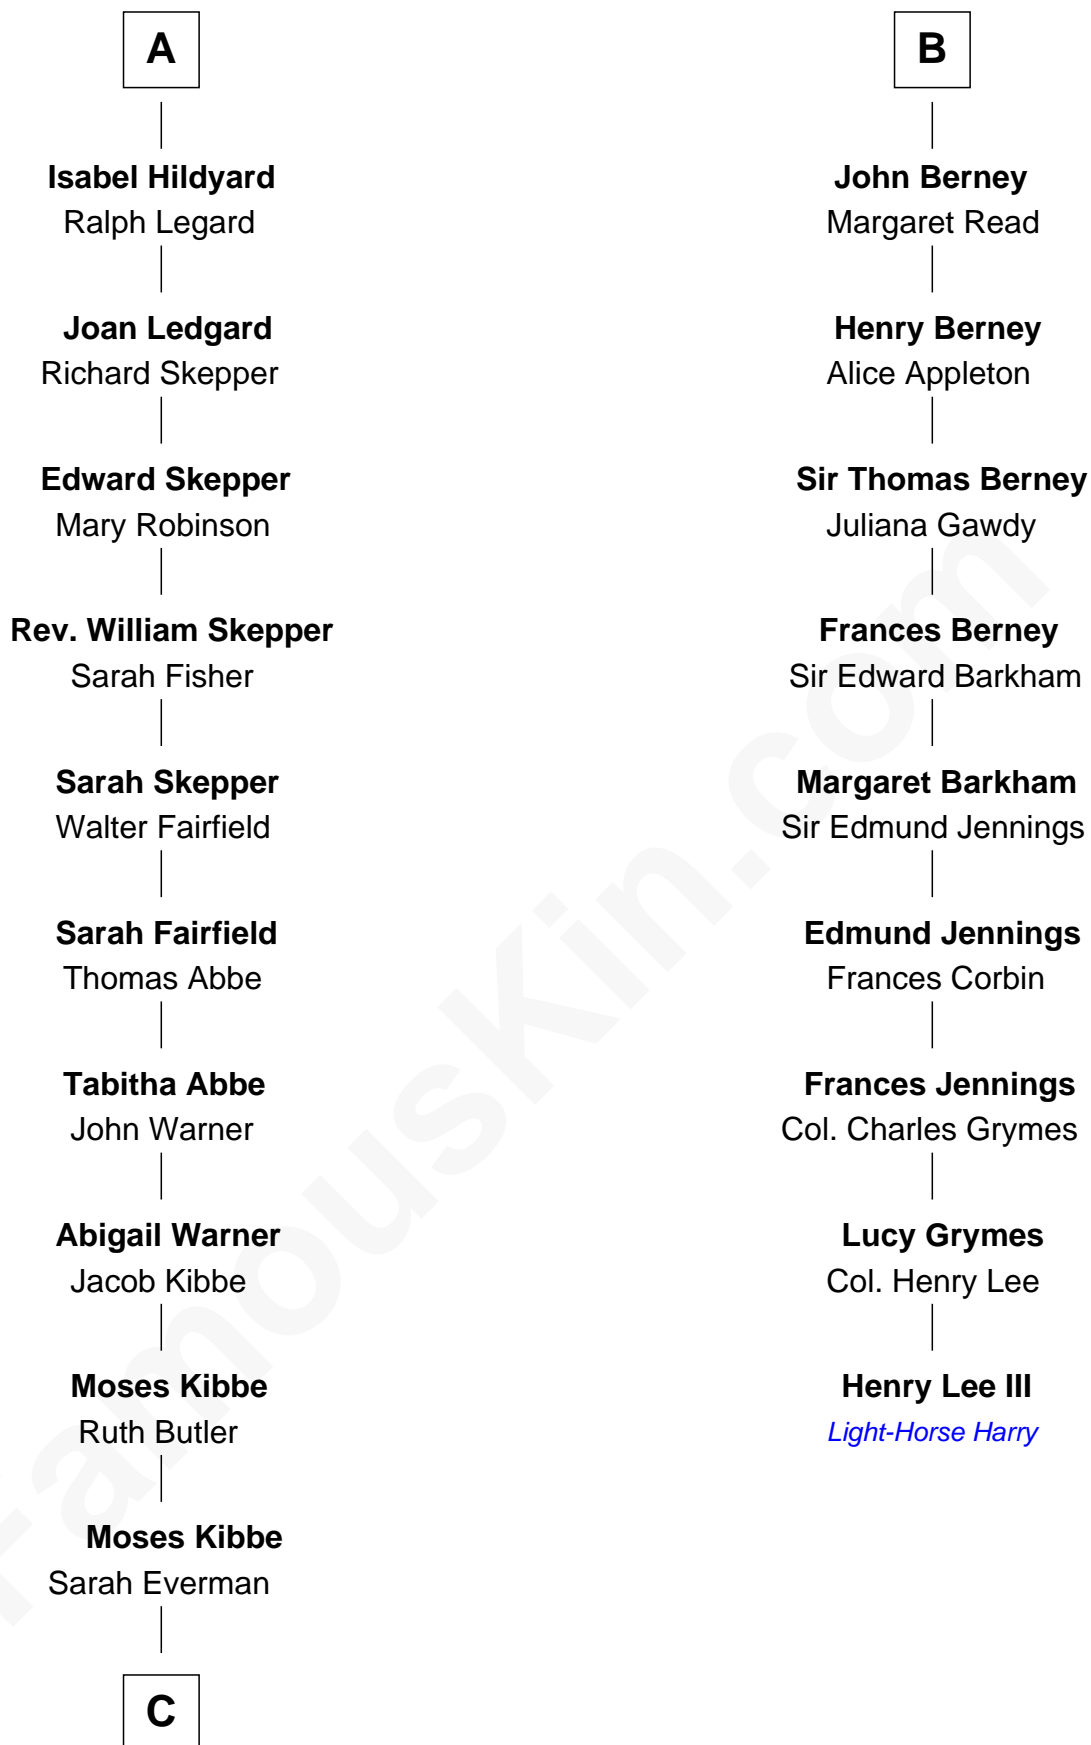 A
Isabel Hildyard
Ralph Legard
Joan Ledgard
Richard Skepper
Edward Skepper
Mary Robinson
Rev. William Skepper
Sarah Fisher
Sarah Skepper
Walter Fairfield
Sarah Fairfield
Thomas Abbe
Tabitha Abbe
John Warner
Abigail Warner
Jacob Kibbe
Moses Kibbe
Ruth Butler
Moses Kibbe
Sarah Everman
C
B
John Berney
Margaret Read
Henry Berney
Alice Appleton
Sir Thomas Berney
Juliana Gawdy
Frances Berney
Sir Edward Barkham
Margaret Barkham
Sir Edmund Jennings
Edmund Jennings
Frances Corbin
Frances Jennings
Col. Charles Grymes
Lucy Grymes
Col. Henry Lee
Henry Lee III
Light-Horse Harry
FamousKin.com